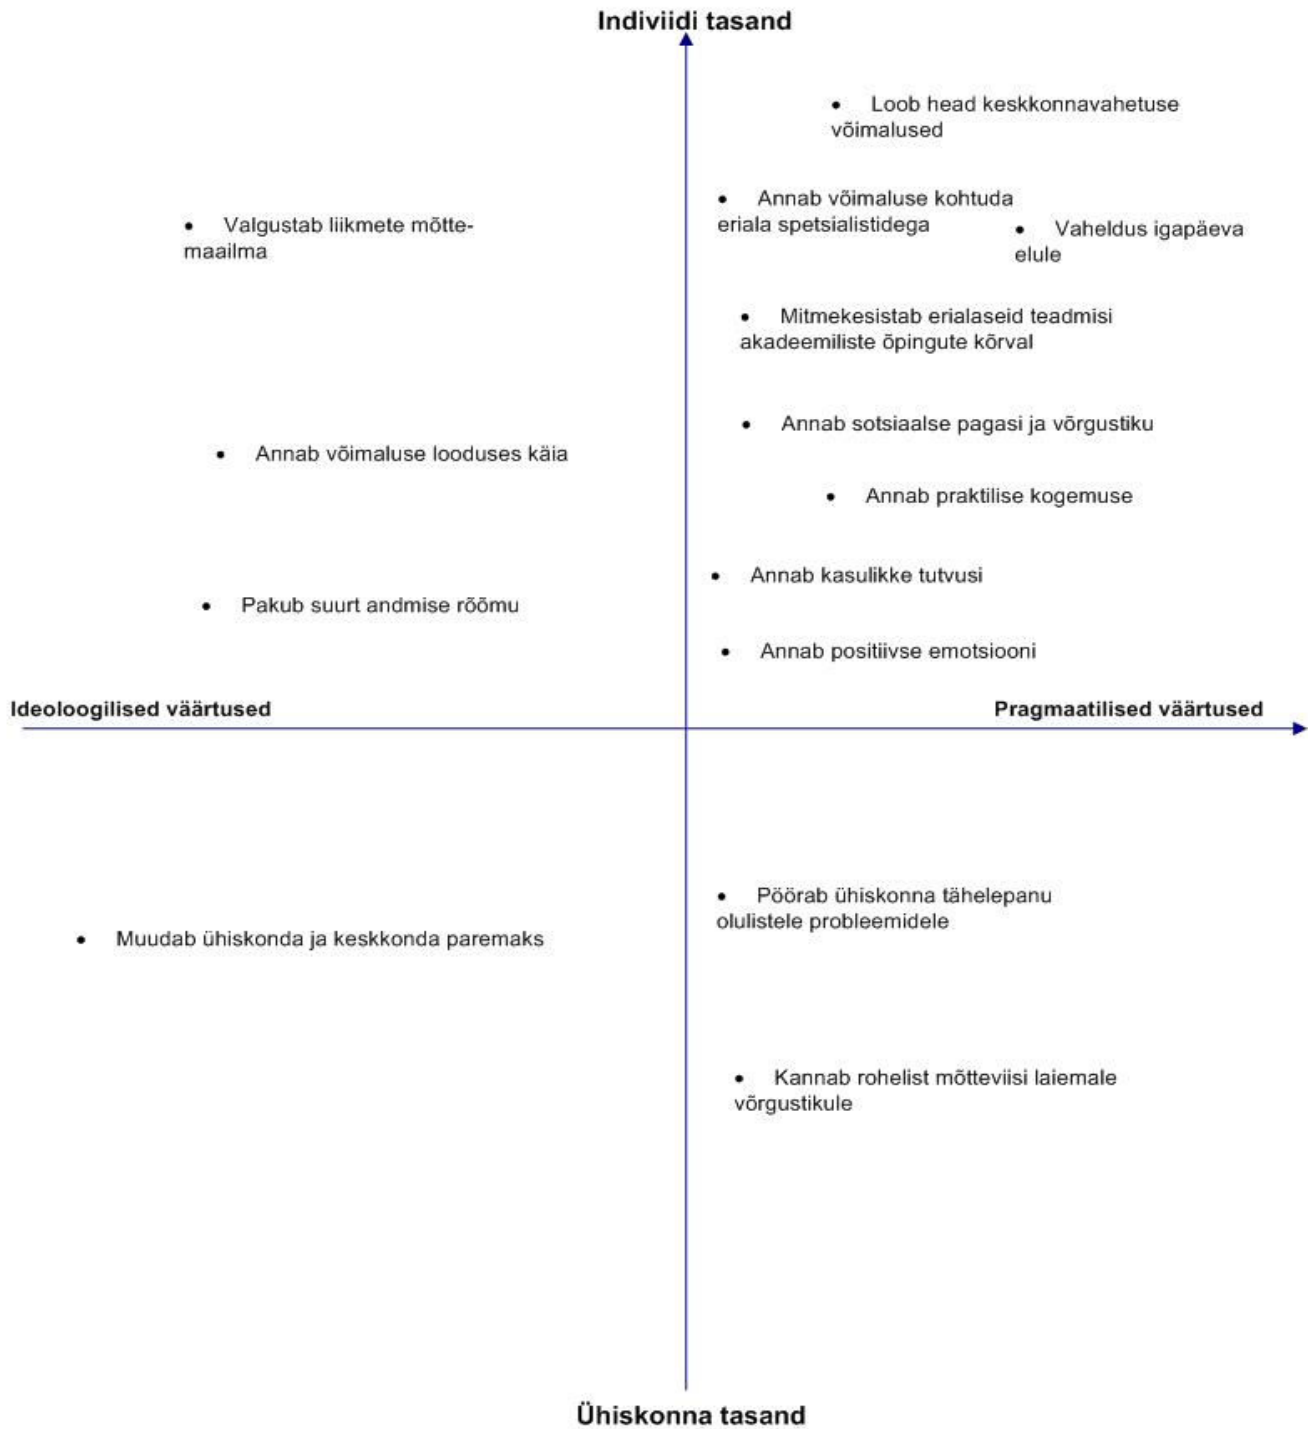 Indiviidi tasand
• Loob head keskkonnavahetuse
võimalused
• Annab võimaluse kohtuda
eriala spetsialistidega
• Valgustab liikmete mõtte-
maailma
• Vaheldus igapäeva
elule
• Mitmekesistab erialaseid teadmisi
akadeemiliste õpingute kõrval
• Annab sotsiaalse pagasi ja võrgustiku
• Annab võimaluse looduses käia
• Annab praktilise kogemuse
• Annab kasulikke tutvusi
• Pakub suurt andmise rõõmu
• Annab positiivse emotsiooni
Ideoloogilised väärtused
Pragmaatilised väärtused
• Pöörab ühiskonna tähelepanu
olulistele probleemidele
• Muudab ühiskonda ja keskkonda paremaks
• Kannab rohelist mõtteviisi laiemale
võrgustikule
Ühiskonna tasand